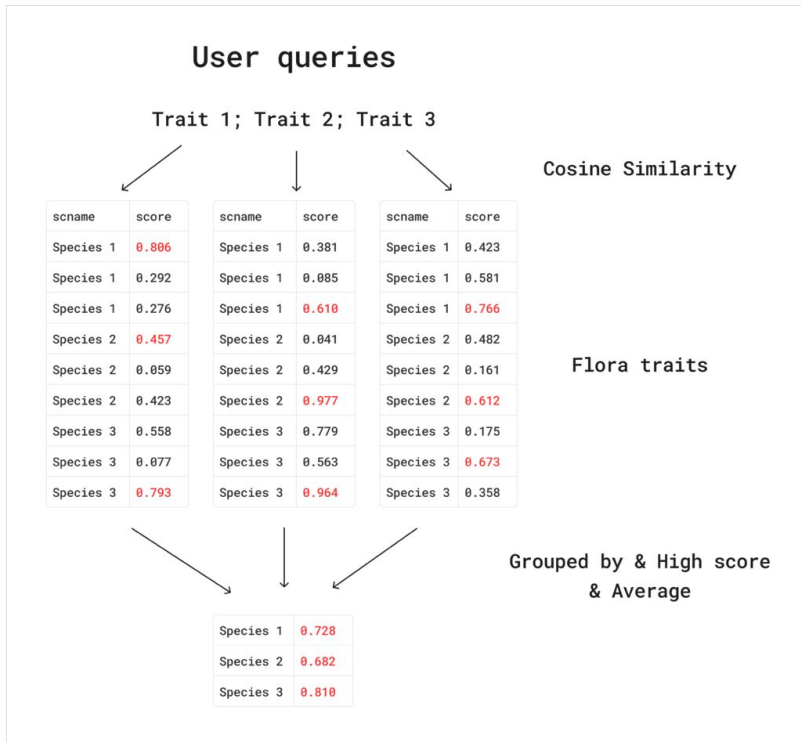 User queries
Trait 1; Trait 2; Trait 3
Cosine Similarity
scname score
Species 1 0.806
Species 1 0.292
Species 1 0.276
Species 2 0.457
Species 2 0.059
Species 2 0.423
Species 3 0.558
Species 3 0.077
Species 3 0.793
scname score
Species 1 0.381
Species 1 0.085
Species 1 0.610
Species 2 0.041
Species 2 0.429
Species 2 0.977
Species 3 0.779
Species 3 0.563
Species 3 0.964
scname score
Species 1 0.423
Species 1 0.581
Species 1 0.766
Species 2 0.482
Species 2 0.161
Species 2 0.612
Species 3 0.175
Species 3 0.673
Species 3 0.358
Flora traits
Grouped by & High score
& Average
Species 1 0.728
Species 2 0.682
Species 3 0.810